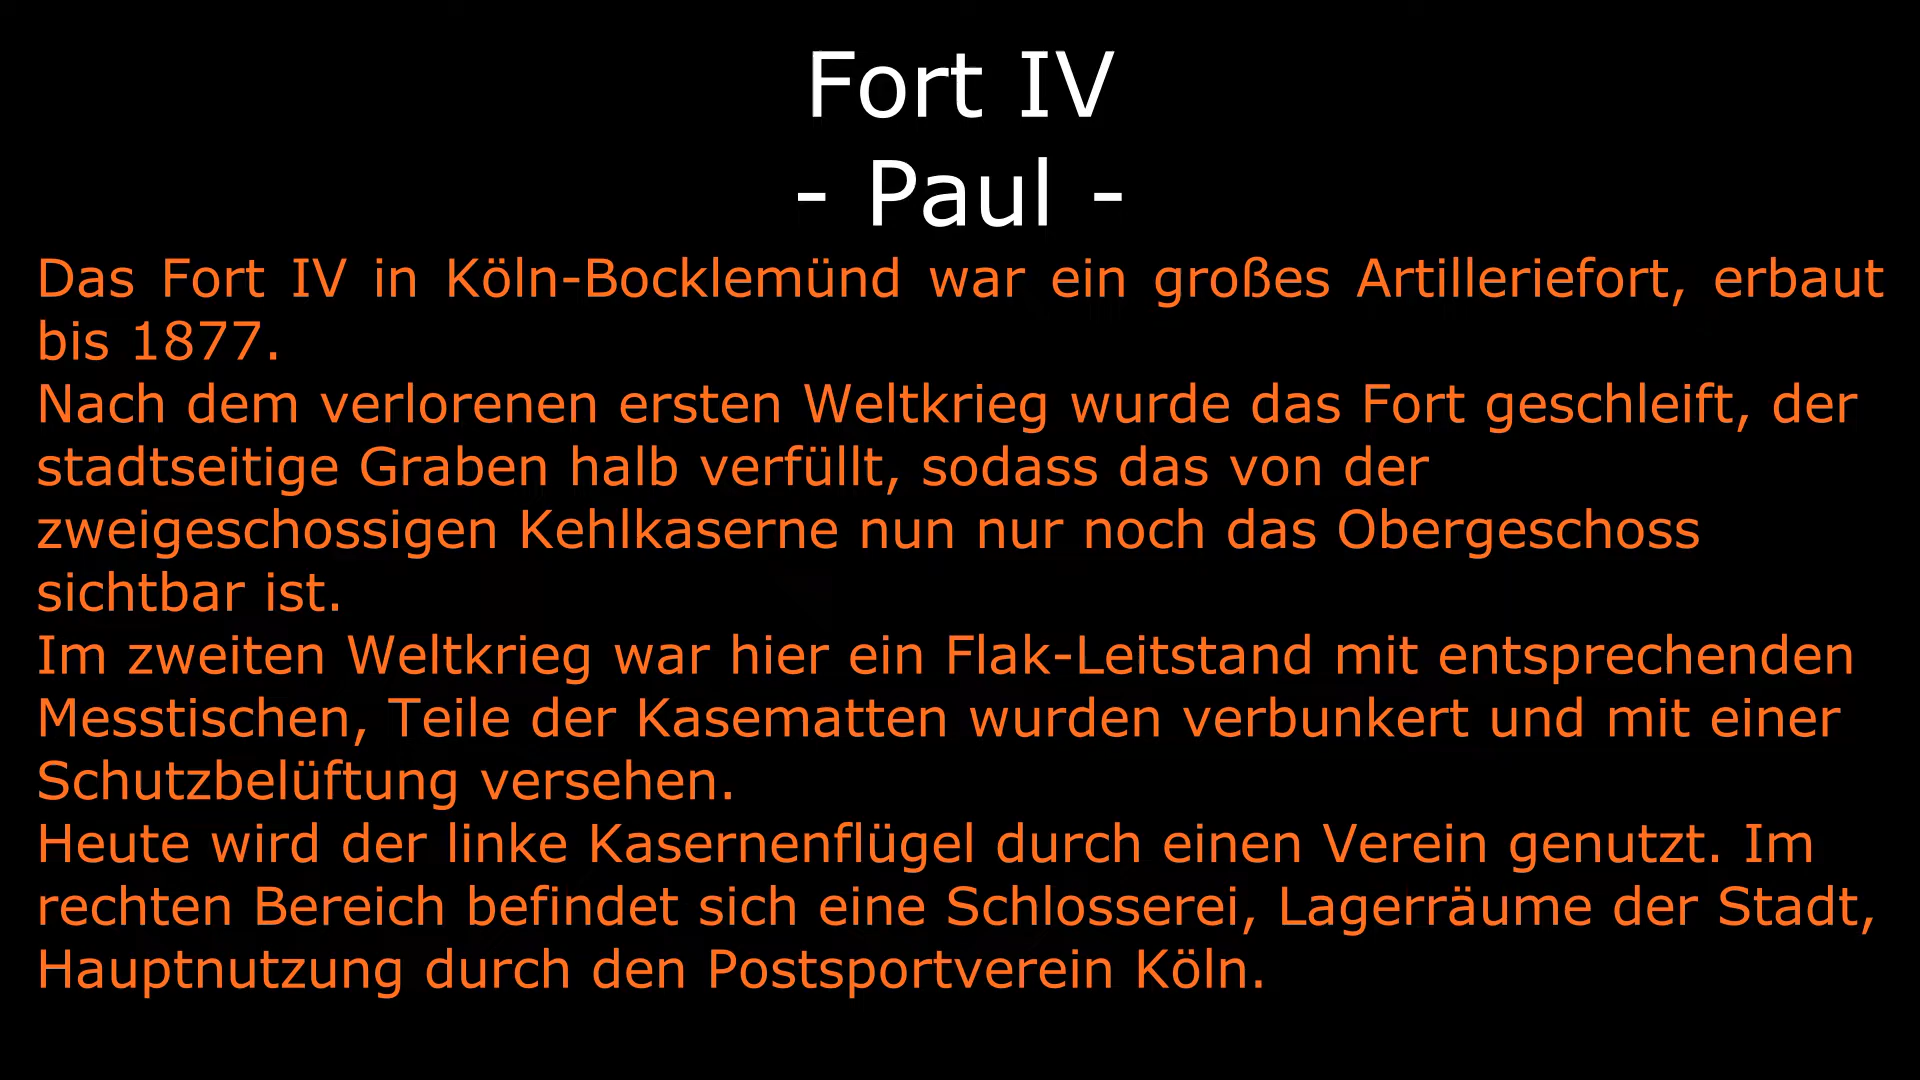 Fort IV
- Paul -
Das Fort IV in Köln-Bocklemünd war ein großes Artilleriefort, erbaut
bis 1877.
Nach dem verlorenen ersten Weltkrieg wurde das Fort geschleift, der
stadtseitige Graben halb verfüllt, sodass das von der
zweigeschossigen Kehlkaserne nun nur noch das Obergeschoss
sichtbar ist.
Im zweiten Weltkrieg war hier ein Flak-Leitstand mit entsprechenden
Messtischen, Teile der Kasematten wurden verbunkert und mit einer
Schutzbelüftung versehen.
Heute wird der linke Kasernenflügel durch einen Verein genutzt. Im
rechten Bereich befindet sich eine Schlosserei, Lagerräume der Stadt,
Hauptnutzung durch den Postsportverein Köln.